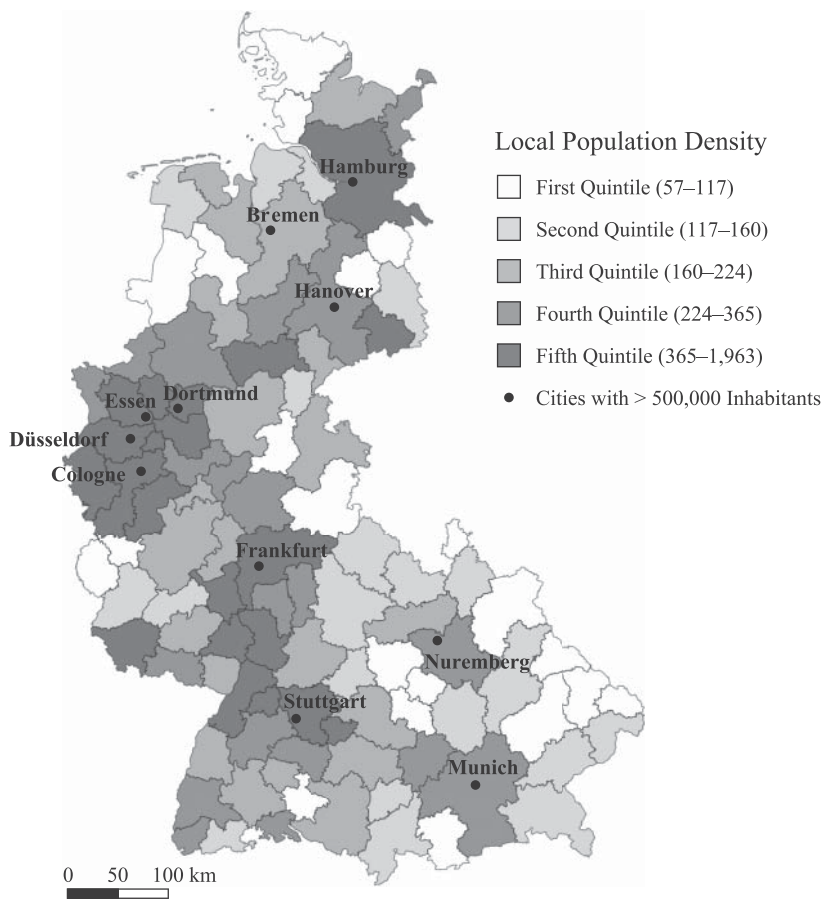 Hamburg
Bremen
Hanover
Essen
Dortmund
Düsseldorf
Cologne
Frankfurt
Nuremberg
Stuttgart
Munich
Local Population Density
First Quintile (57–117)
Second Quintile (117–160)
Third Quintile (160–224)
Fourth Quintile (224–365)
Fifth Quintile (365–1,963)
Cities with > 500,000 Inhabitants
0 50 100 km